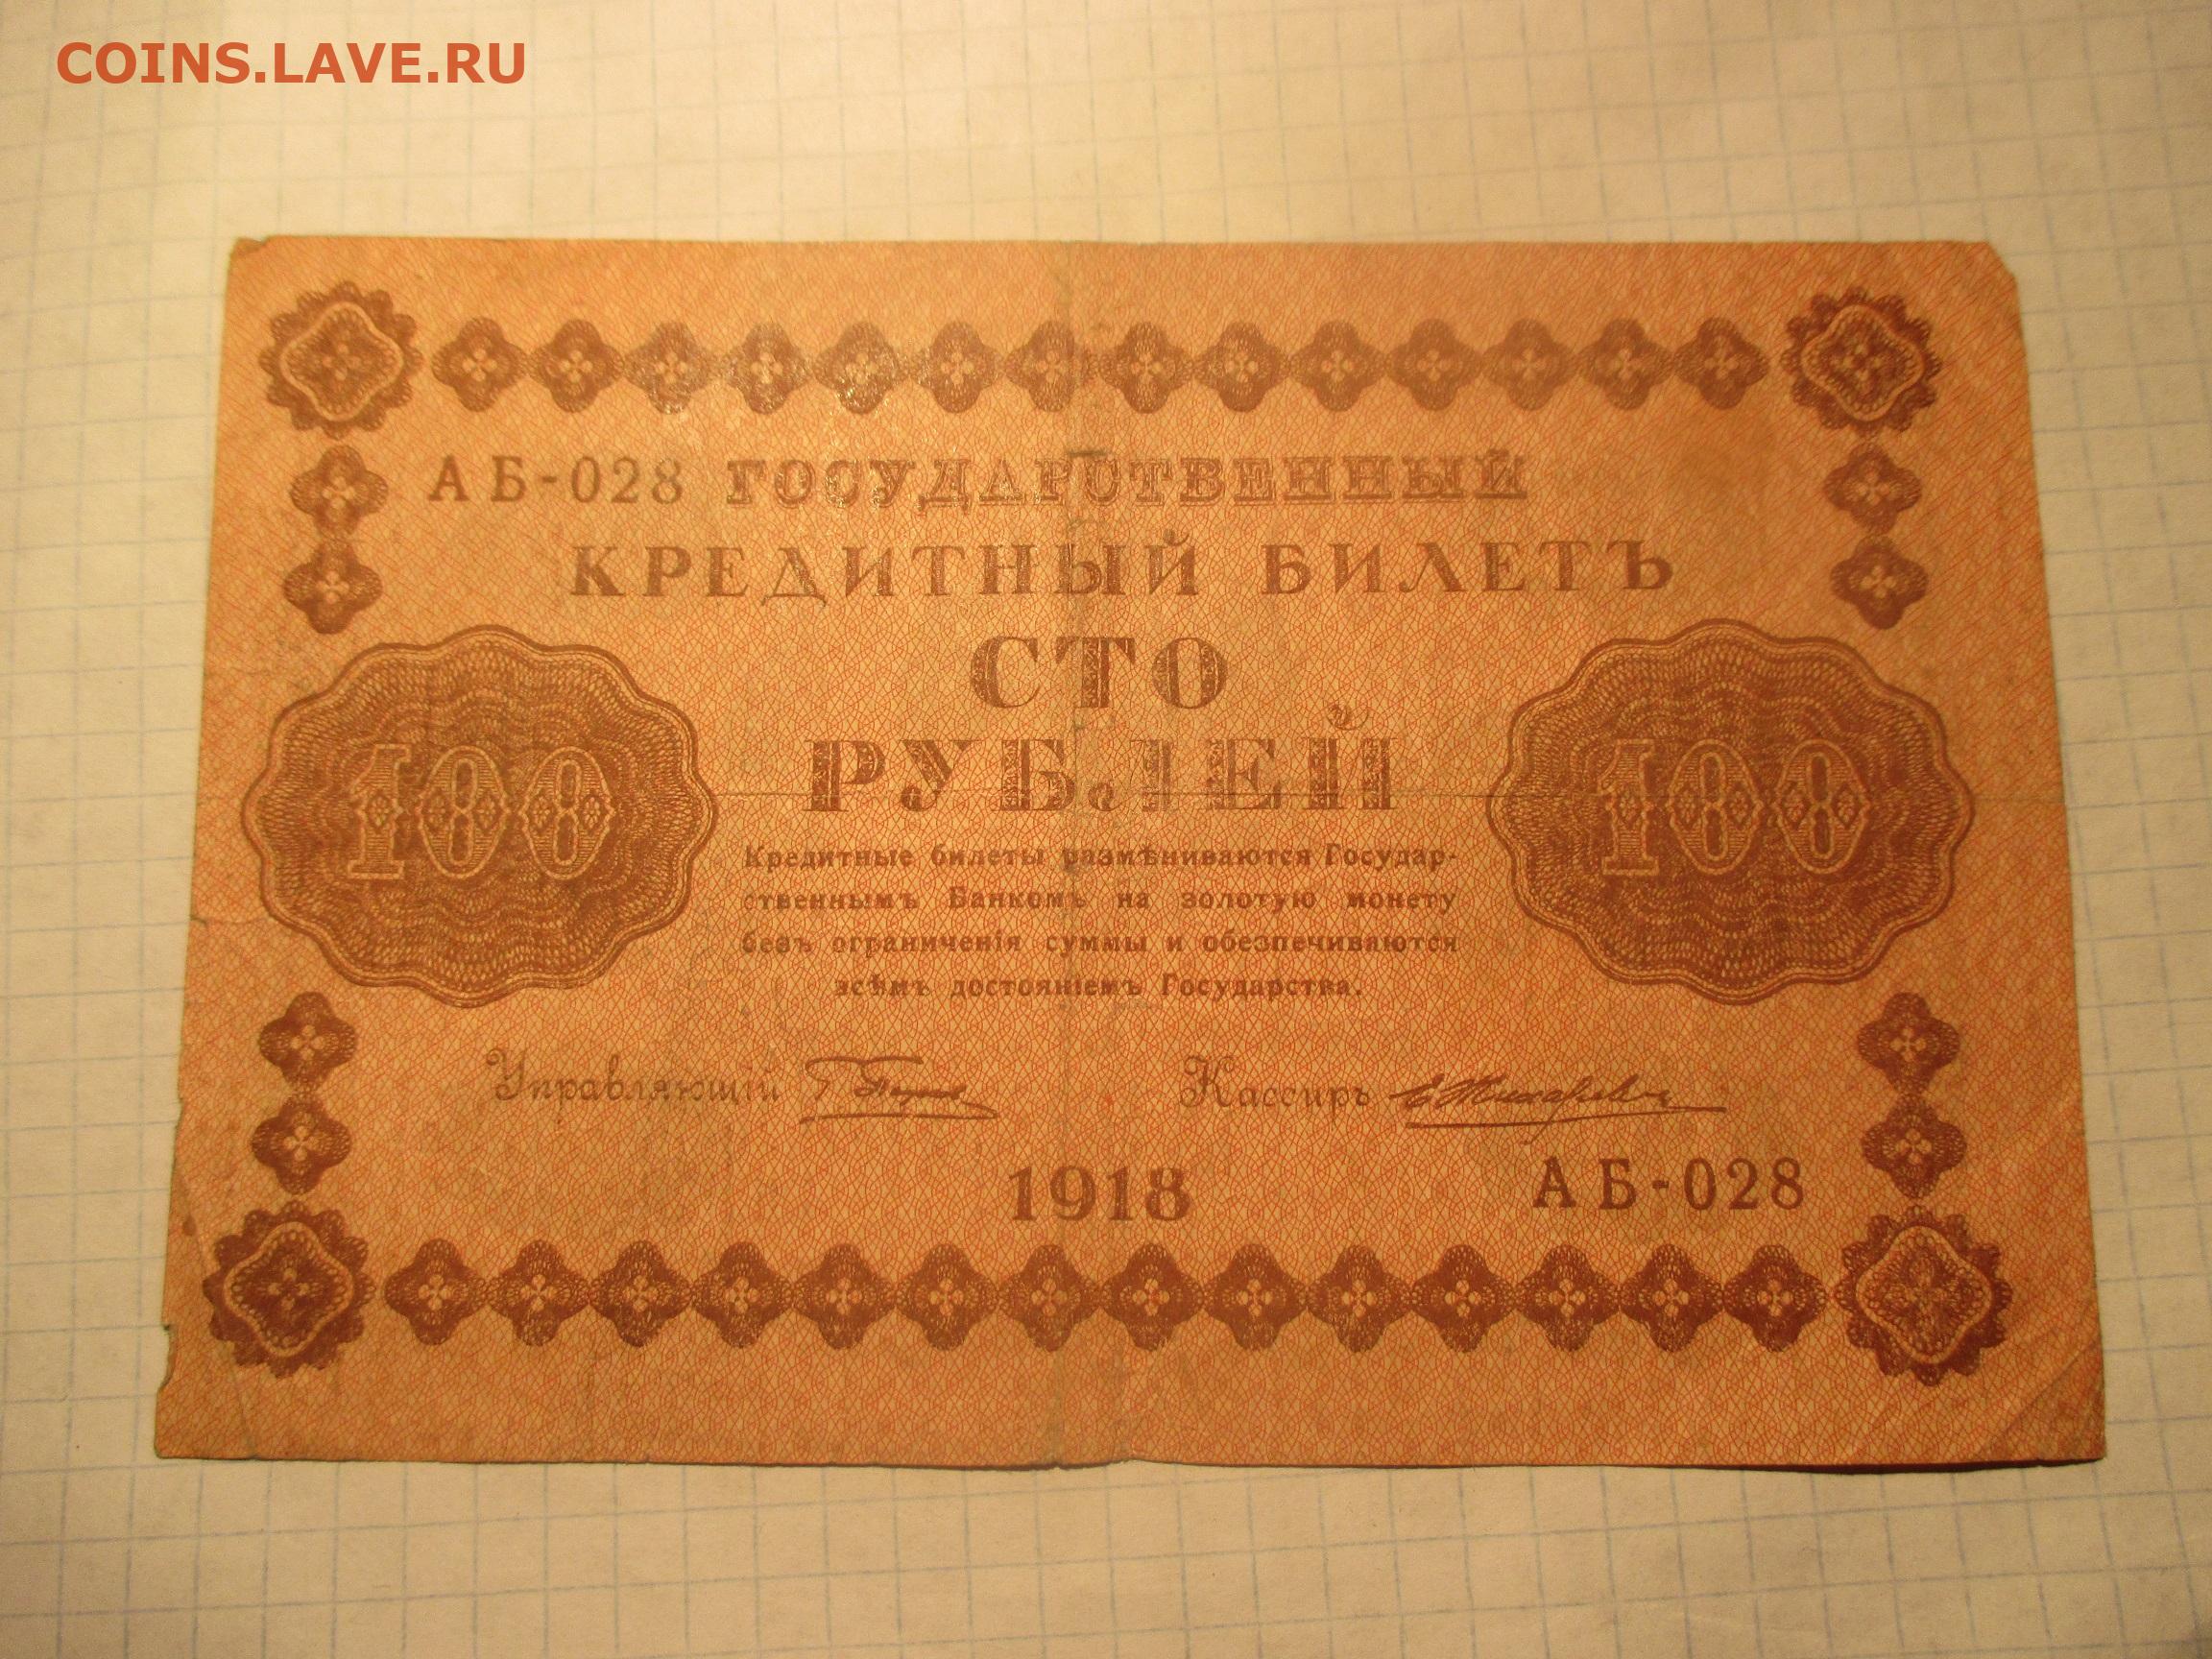 COINS.LAVE.RU
АБ-028 ГОСУДАРСТВЕННЫЙ
КРЕДИТНЫЙ БИЛЕТЪ
СТО
РУБЛЕЙ
100 100
Кредитные билеты размѣниваются Государ-
ственнымъ Банкомъ на золотую монету
безъ ограниченія суммы и обезпечиваются
всѣмъ достояніемъ Государства.
Управляющій Кассиръ
1918
АБ-028